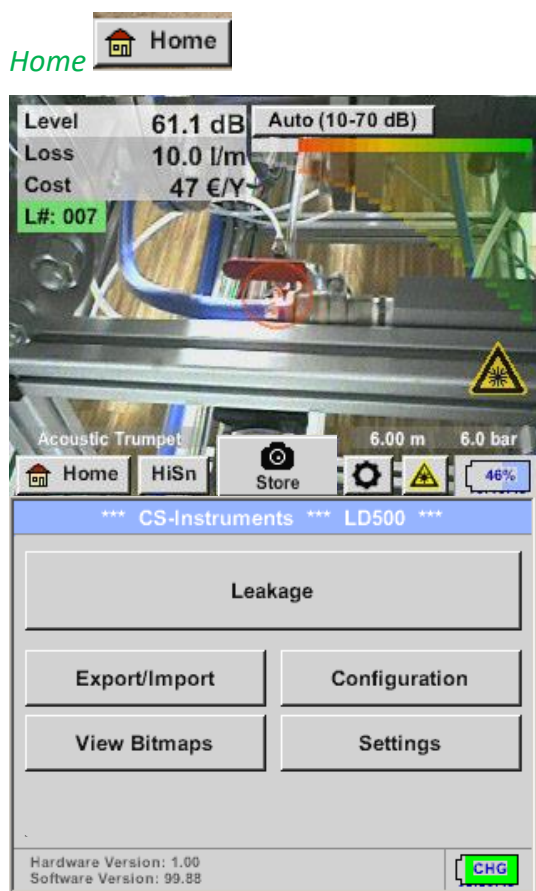 Home Home
Level 61.1 dB Auto (10-70 dB)
Loss 10.0 l/m
Cost 47 €/Y
L#: 007
Acoustic Trumpet 6.00 m 6.0 bar
Home HiSn Store 46%
*** CS-Instruments *** LD500 ***
Leakage
Export/Import Configuration
View Bitmaps Settings
Hardware Version: 1.00
Software Version: 99.88 CHG